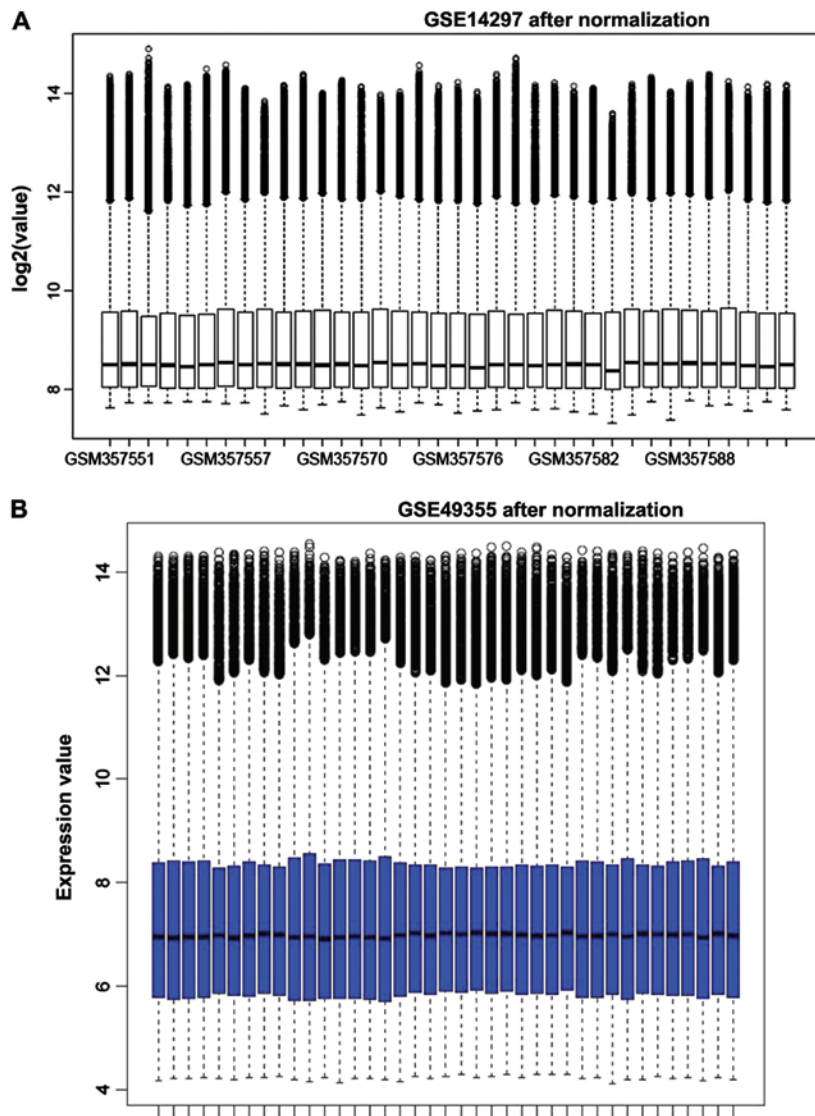 A
GSE14297 after normalization
log2(value)
14
12
10
8
GSM357551 GSM357557 GSM357570 GSM357576 GSM357582 GSM357588
B
GSE49355 after normalization
Expression value
14
12
10
8
6
4